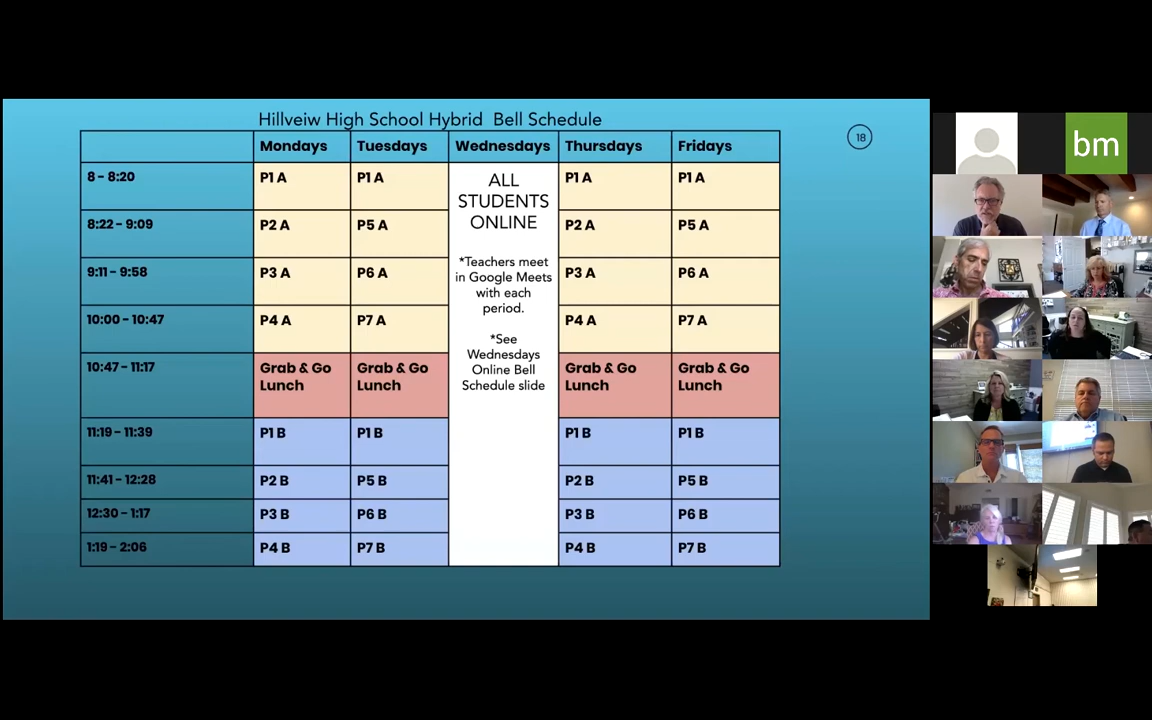 Hillveiw High School Hybrid Bell Schedule
18
Mondays Tuesdays Wednesdays Thursdays Fridays
8 - 8:20 P1 A P1 A P1 A P1 A
8:22 - 9:09 P2 A P5 A P2 A P5 A
9:11 - 9:58 P3 A P6 A P3 A P6 A
10:00 - 10:47 P4 A P7 A P4 A P7 A
10:47 - 11:17 Grab & Go Lunch Grab & Go Lunch Grab & Go Lunch Grab & Go Lunch
11:19 - 11:39 P1 B P1 B P1 B P1 B
11:41 - 12:28 P2 B P5 B P2 B P5 B
12:30 - 1:17 P3 B P6 B P3 B P6 B
1:19 - 2:06 P4 B P7 B P4 B P7 B
ALL
STUDENTS
ONLINE
*Teachers meet
in Google Meets
with each
period.
*See
Wednesdays
Online Bell
Schedule slide
bm